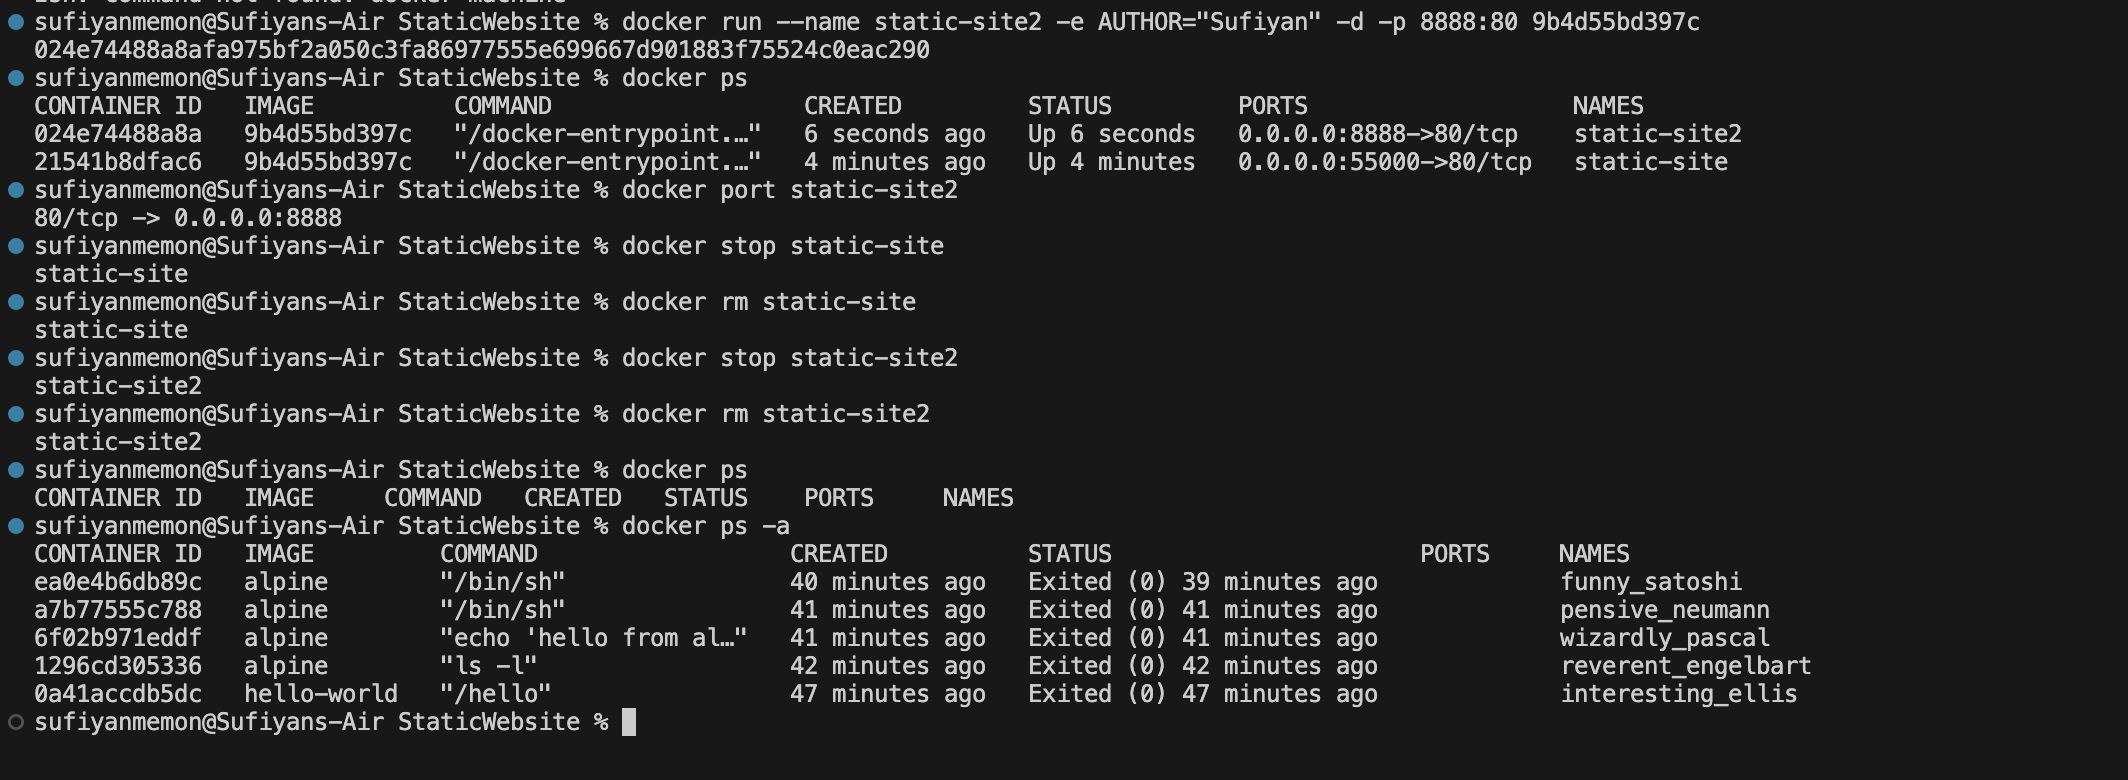 sufiyanmemon@Sufiyans-Air StaticWebsite % docker run --name static-site2 -e AUTHOR="Sufiyan" -d -p 8888:80 9b4d55bd397c
024e74488a8afa975bf2a050c3fa86977555e699667d901883f75524c0eac290
sufiyanmemon@Sufiyans-Air StaticWebsite % docker ps
CONTAINER ID   IMAGE          COMMAND                  CREATED         STATUS         PORTS                   NAMES
024e74488a8a   9b4d55bd397c   "/docker-entrypoint.…"   6 seconds ago   Up 6 seconds   0.0.0.0:8888->80/tcp    static-site2
21541b8dfac6   9b4d55bd397c   "/docker-entrypoint.…"   4 minutes ago   Up 4 minutes   0.0.0.0:55000->80/tcp   static-site
sufiyanmemon@Sufiyans-Air StaticWebsite % docker port static-site2
80/tcp -> 0.0.0.0:8888
sufiyanmemon@Sufiyans-Air StaticWebsite % docker stop static-site
static-site
sufiyanmemon@Sufiyans-Air StaticWebsite % docker rm static-site
static-site
sufiyanmemon@Sufiyans-Air StaticWebsite % docker stop static-site2
static-site2
sufiyanmemon@Sufiyans-Air StaticWebsite % docker rm static-site2
static-site2
sufiyanmemon@Sufiyans-Air StaticWebsite % docker ps
CONTAINER ID   IMAGE     COMMAND   CREATED   STATUS    PORTS     NAMES
sufiyanmemon@Sufiyans-Air StaticWebsite % docker ps -a
CONTAINER ID   IMAGE         COMMAND                  CREATED          STATUS                      PORTS     NAMES
ea0e4b6db89c   alpine        "/bin/sh"                40 minutes ago   Exited (0) 39 minutes ago             funny_satoshi
a7b77555c788   alpine        "/bin/sh"                41 minutes ago   Exited (0) 41 minutes ago             pensive_neumann
6f02b971eddf   alpine        "echo 'hello from al…"   41 minutes ago   Exited (0) 41 minutes ago             wizardly_pascal
1296cd305336   alpine        "ls -l"                  42 minutes ago   Exited (0) 42 minutes ago             reverent_engelbart
0a41accdb5dc   hello-world   "/hello"                 47 minutes ago   Exited (0) 47 minutes ago             interesting_ellis
sufiyanmemon@Sufiyans-Air StaticWebsite %